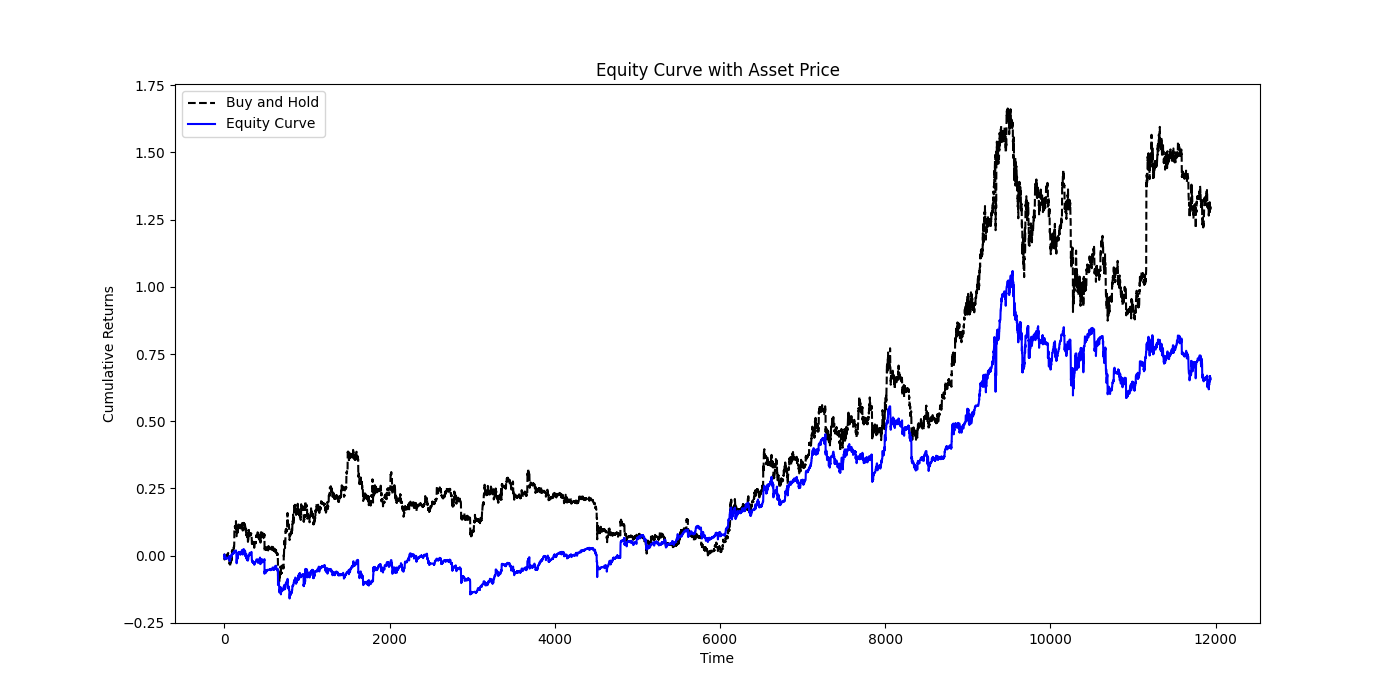 Equity Curve with Asset Price
Buy and Hold
Equity Curve
Cumulative Returns
1.75
1.50
1.25
1.00
0.75
0.50
0.25
0.00
−0.25
0 2000 4000 6000 8000 10000 12000
Time